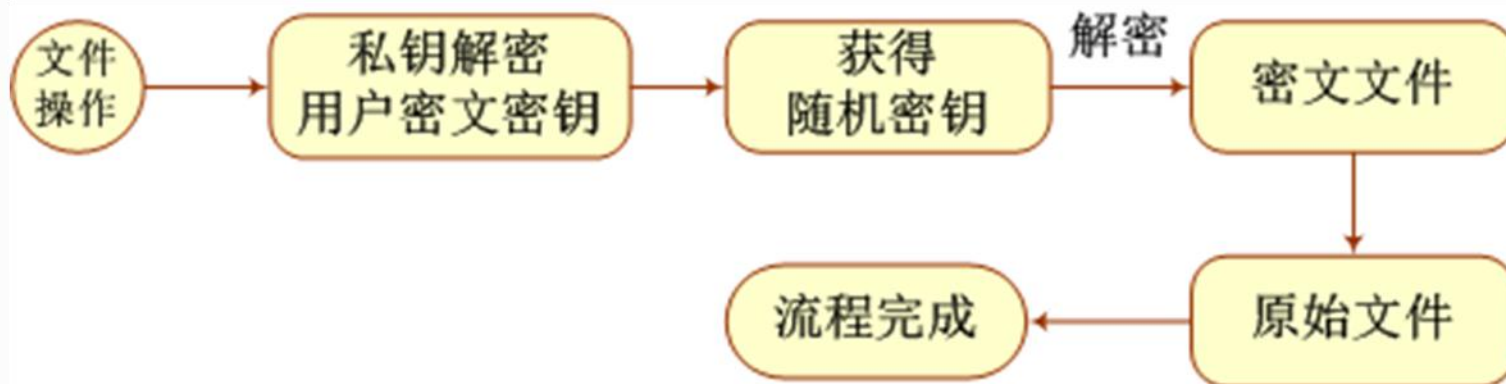 文件
操作
私钥解密
用户密文密钥
获得
随机密钥
解密
密文文件
原始文件
流程完成